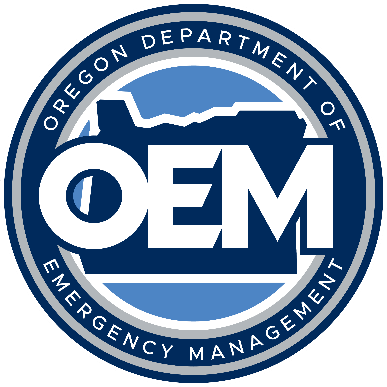 OREGON DEPARTMENT OF
OEM
EMERGENCY MANAGEMENT